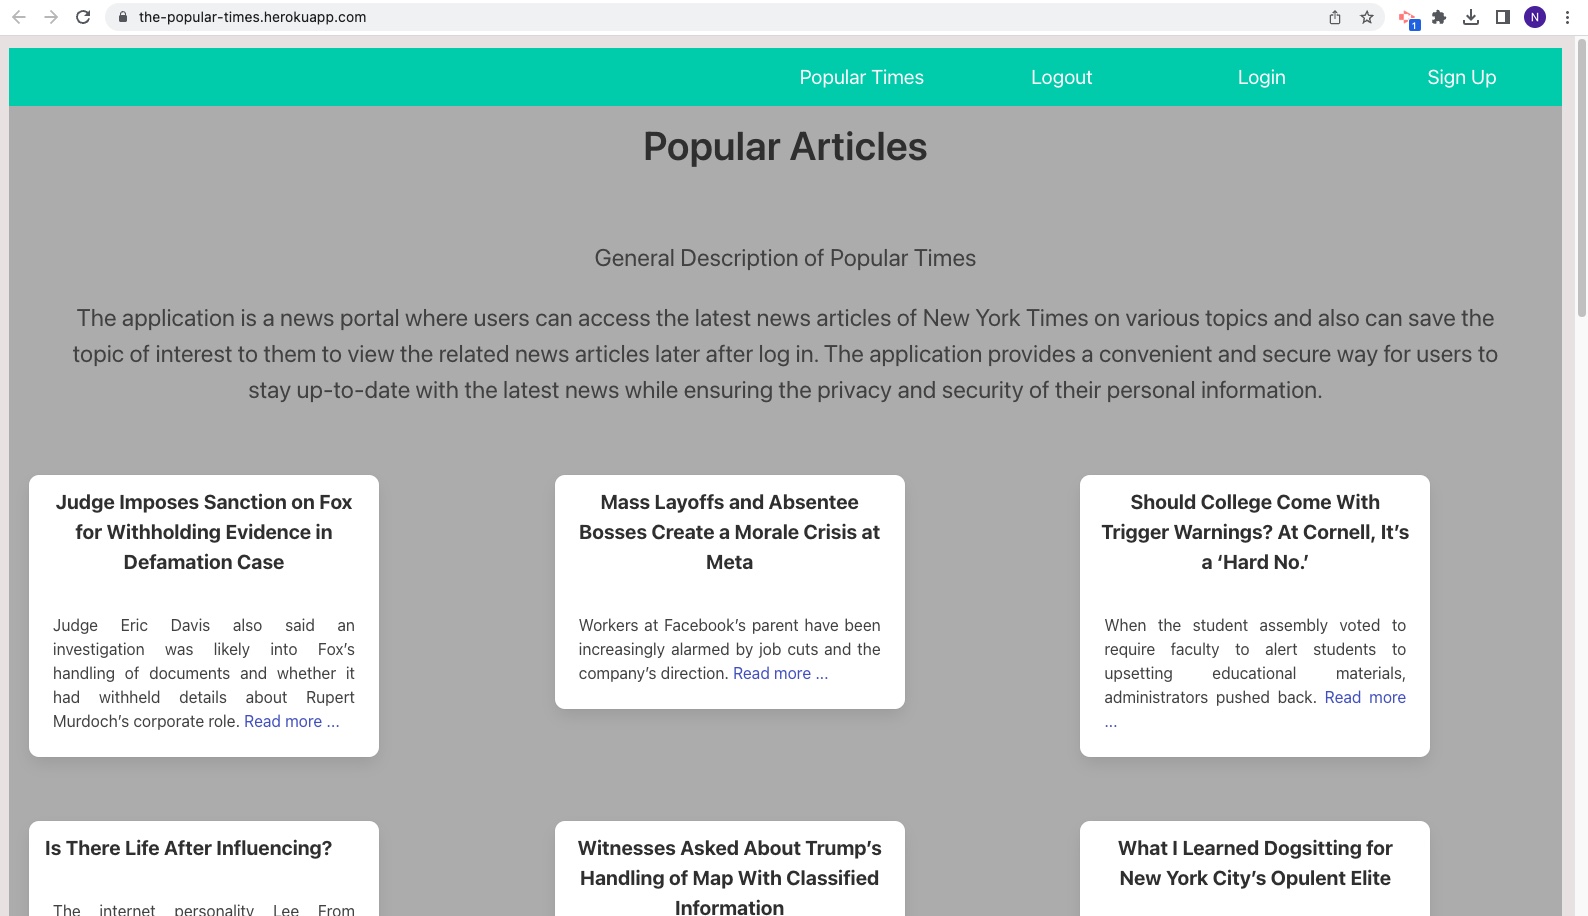 the-popular-times.herokuapp.com
1
N
Popular Times Logout Login Sign Up
Popular Articles
General Description of Popular Times
The application is a news portal where users can access the latest news articles of New York Times on various topics and also can save the
topic of interest to them to view the related news articles later after log in. The application provides a convenient and secure way for users to
stay up-to-date with the latest news while ensuring the privacy and security of their personal information.
Judge Imposes Sanction on Fox
for Withholding Evidence in
Defamation Case
Judge Eric Davis also said an
investigation was likely into Fox’s
handling of documents and whether it
had withheld details about Rupert
Murdoch’s corporate role. Read more ...
Mass Layoffs and Absentee
Bosses Create a Morale Crisis at
Meta
Workers at Facebook’s parent have been
increasingly alarmed by job cuts and the
company’s direction. Read more ...
Should College Come With
Trigger Warnings? At Cornell, It’s
a ‘Hard No.’
When the student assembly voted to
require faculty to alert students to
upsetting educational materials,
administrators pushed back. Read more
...
Is There Life After Influencing?
The internet personality Lee From
Witnesses Asked About Trump’s
Handling of Map With Classified
Information
What I Learned Dogsitting for
New York City’s Opulent Elite